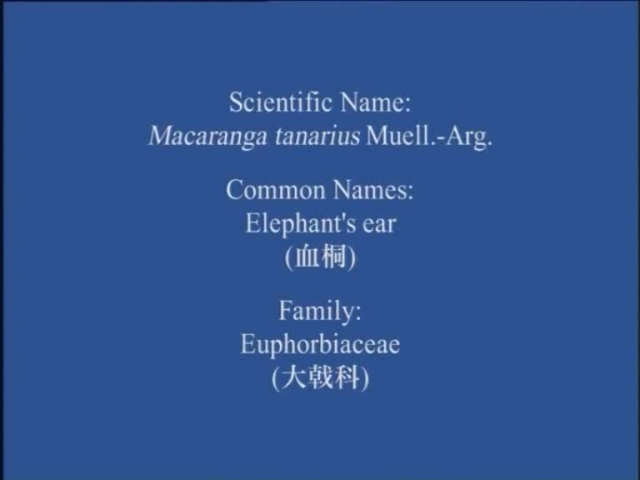 Scientific Name:
Macaranga tanarius Muell.-Arg.
Common Names:
Elephant's ear
(血桐)
Family:
Euphorbiaceae
(大戟科)